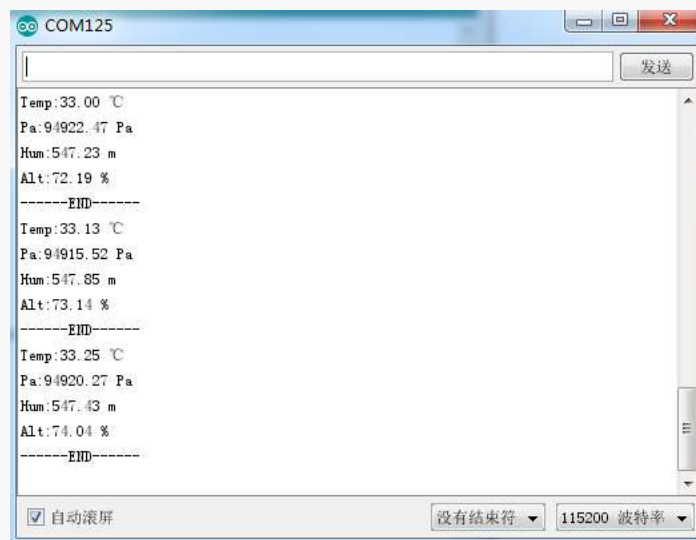 COM125
发送
Temp:33.00 ℃
Pa:94922.47 Pa
Hum:547.23 m
Alt:72.19 %
------END------
Temp:33.13 ℃
Pa:94915.52 Pa
Hum:547.85 m
Alt:73.14 %
------END------
Temp:33.25 ℃
Pa:94920.27 Pa
Hum:547.43 m
Alt:74.04 %
------END------
自动滚屏 没有结束符 115200 波特率